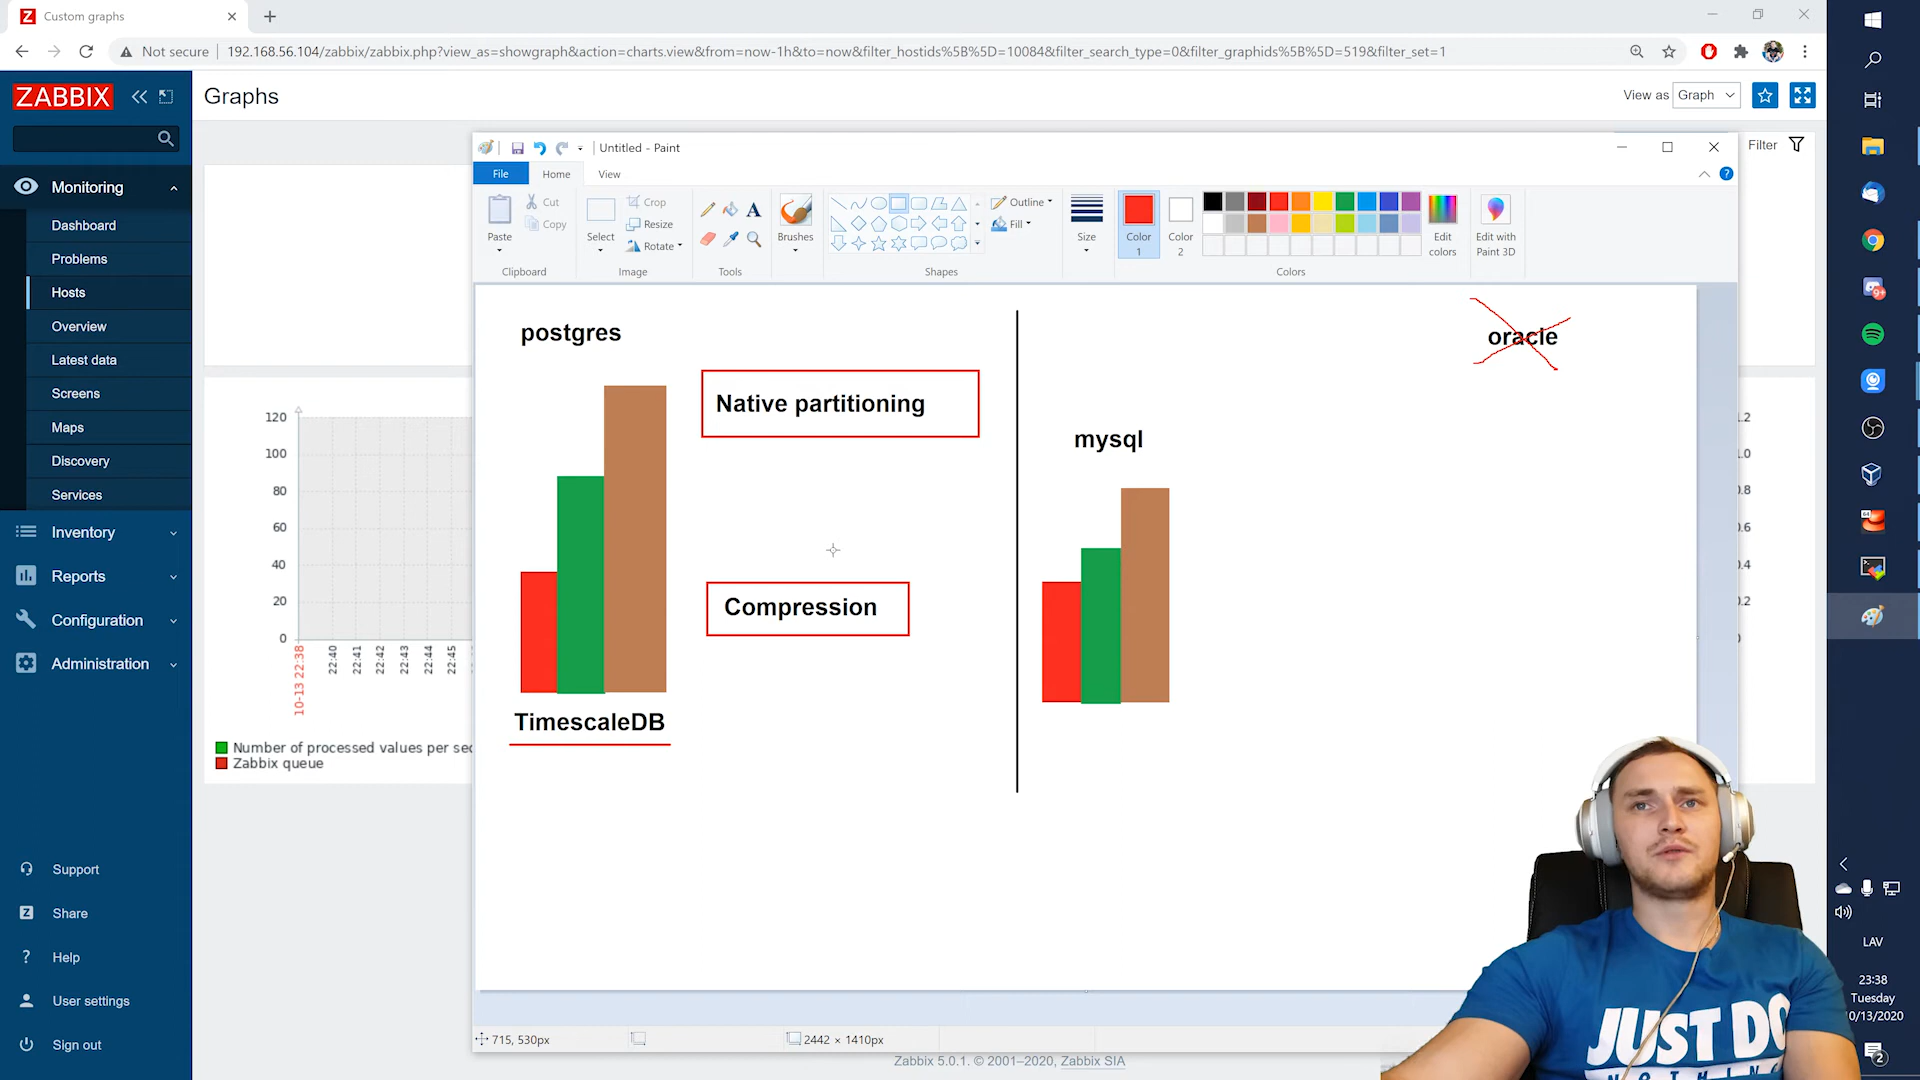 Custom graphs
Not secure
192.168.56.104/zabbix/zabbix.php?view_as=showgraph&action=charts.view&from=now-1h&to=now&filter_hostids%5B%5D=10084&filter_search_type=0&filter_graphids%5B%5D=519&filter_set=1
ZABBIX
Graphs
View as
Graph
Filter
Monitoring
Dashboard
Problems
Hosts
Overview
Latest data
Screens
Maps
Discovery
Services
Inventory
Reports
Configuration
Administration
Support
Share
Help
User settings
Sign out
120
100
80
60
40
20
0
10-13 22:38
22:40
22:41
22:42
22:43
22:44
22:45
Number of processed values per sec
Zabbix queue
Untitled - Paint
File
Home
View
Paste
Cut
Copy
Clipboard
Select
Crop
Resize
Rotate
Image
Tools
Brushes
Shapes
Outline
Fill
Size
Color 1
Color 2
Edit colors
Colors
Edit with Paint 3D
postgres
Native partitioning
Compression
TimescaleDB
mysql
oracle
715, 530px
2442 × 1410px
Zabbix 5.0.1. © 2001–2020, Zabbix SIA
LAV
23:38
Tuesday
0/13/2020
JUST DO
NOTHING